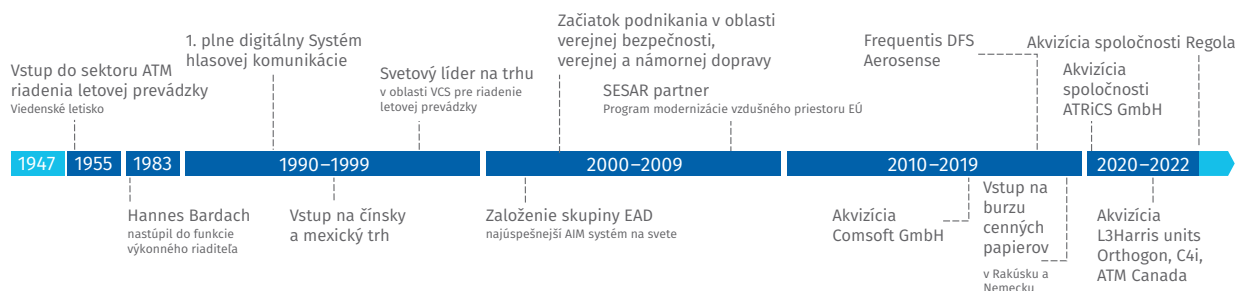 Vstup do sektoru ATM
riadenia letovej prevádzky
Viedenské letisko
1. plne digitálny Systém
hlasovej komunikácie
Svetový líder na trhu
v oblasti VCS pre riadenie
letovej prevádzky
Začiatok podnikania v oblasti
verejnej bezpečnosti,
verejnej a námornej dopravy
SESAR partner
Program modernizácie vzdušného priestoru EÚ
Frequentis DFS
Aerosense
Akvizícia spoločnosti Regola
Akvizícia
spoločnosti
ATRiCS GmbH
1947
1955
1983
1990–1999
2000–2009
2010–2019
2020–2022
Hannes Bardach
nastúpil do funkcie
výkonného riaditeľa
Vstup na čínsky
a mexický trh
Založenie skupiny EAD
najúspešnejší AIM systém na svete
Akvizícia
Comsoft GmbH
Vstup na
burzu
cenných
papierov
v Rakúsku a
Nemecku
Akvizícia
L3Harris units
Orthogon, C4i,
ATM Canada